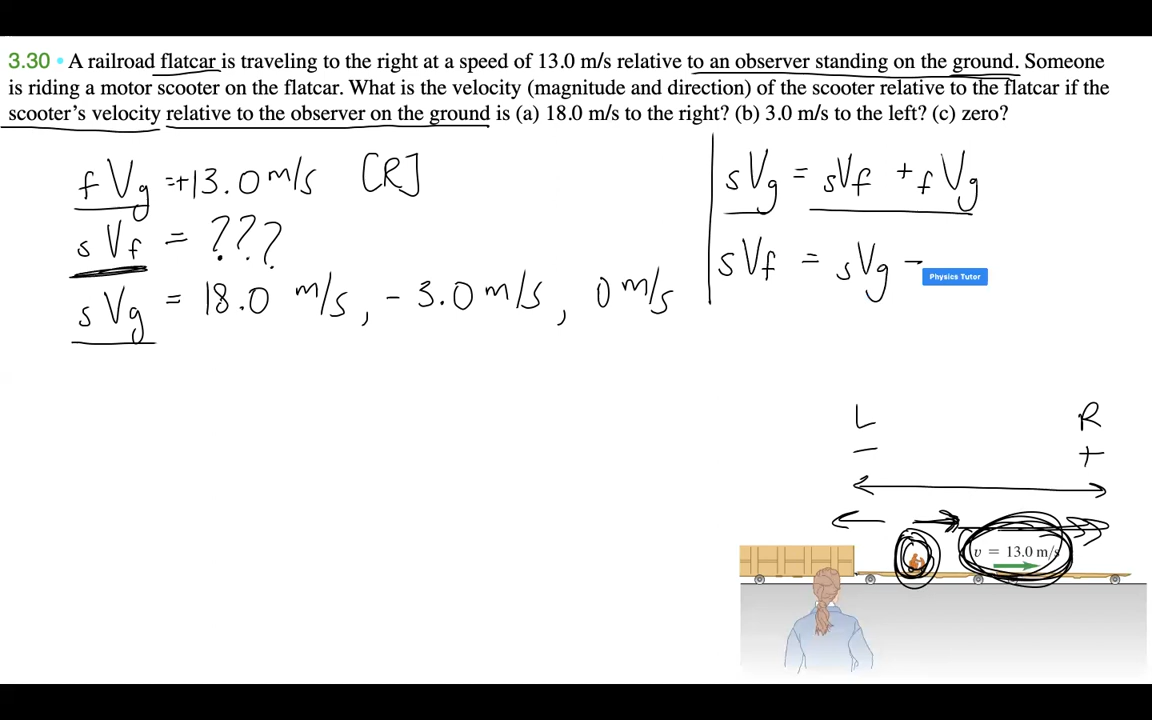 3.30 • A railroad flatcar is traveling to the right at a speed of 13.0 m/s relative to an observer standing on the ground. Someone
is riding a motor scooter on the flatcar. What is the velocity (magnitude and direction) of the scooter relative to the flatcar if the
scooter's velocity relative to the observer on the ground is (a) 18.0 m/s to the right? (b) 3.0 m/s to the left? (c) zero?
fVg =+13.0 m/s [R]
sVf = ???
sVg = 18.0 m/s, -3.0 m/s, 0 m/s
sVg = sVf + fVg
sVf = sVg -
Physics Tutor
L R
- +
v = 13.0 m/s